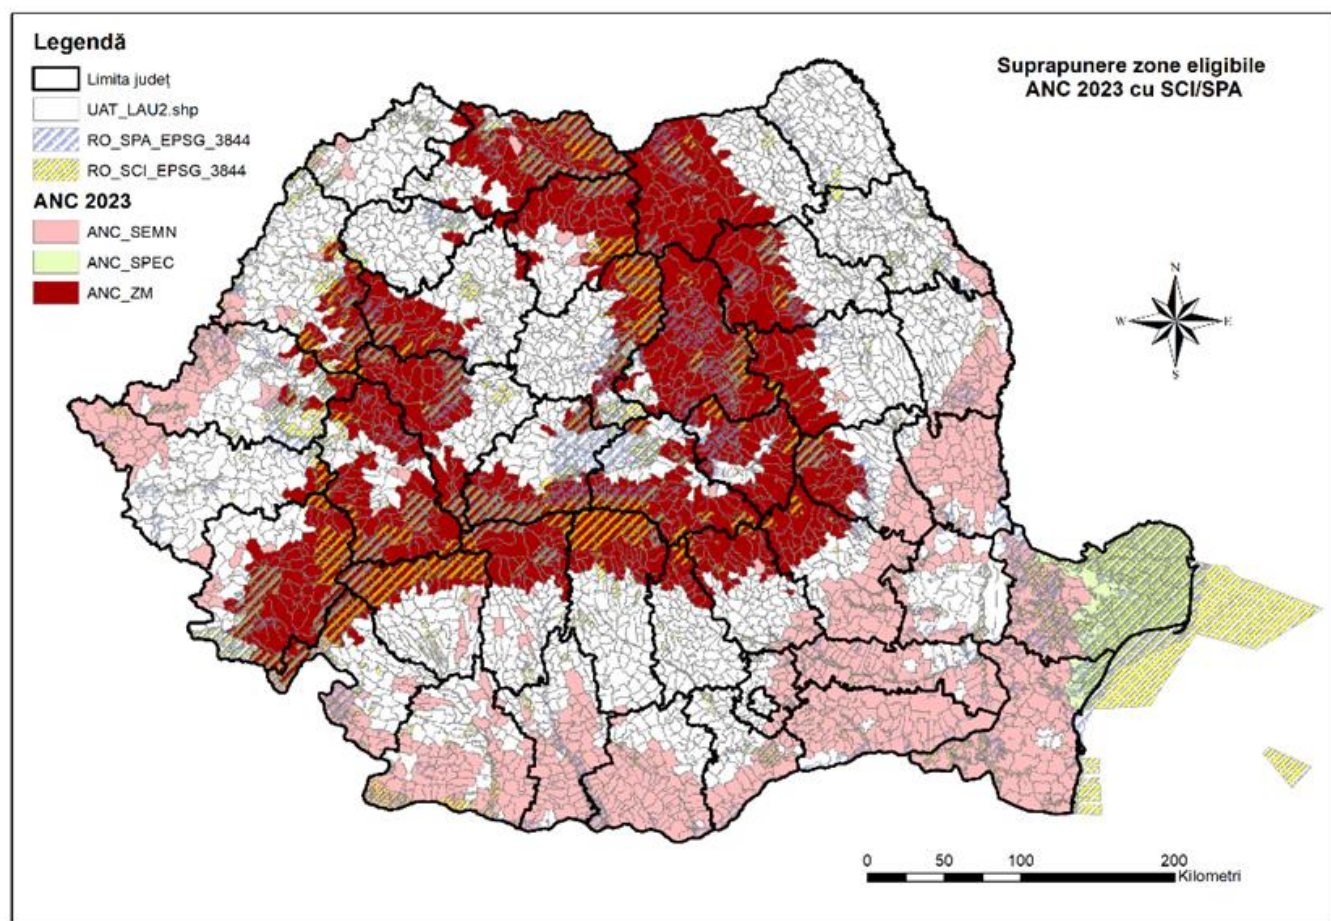 Legendă
Limita județ
UAT_LAU2.shp
RO_SPA_EPSG_3844
RO_SCI_EPSG_3844
ANC 2023
ANC_SEMN
ANC_SPEC
ANC_ZM
Suprapunere zone eligibile
ANC 2023 cu SCI/SPA
N
W E
S
0 50 100 200
Kilometri